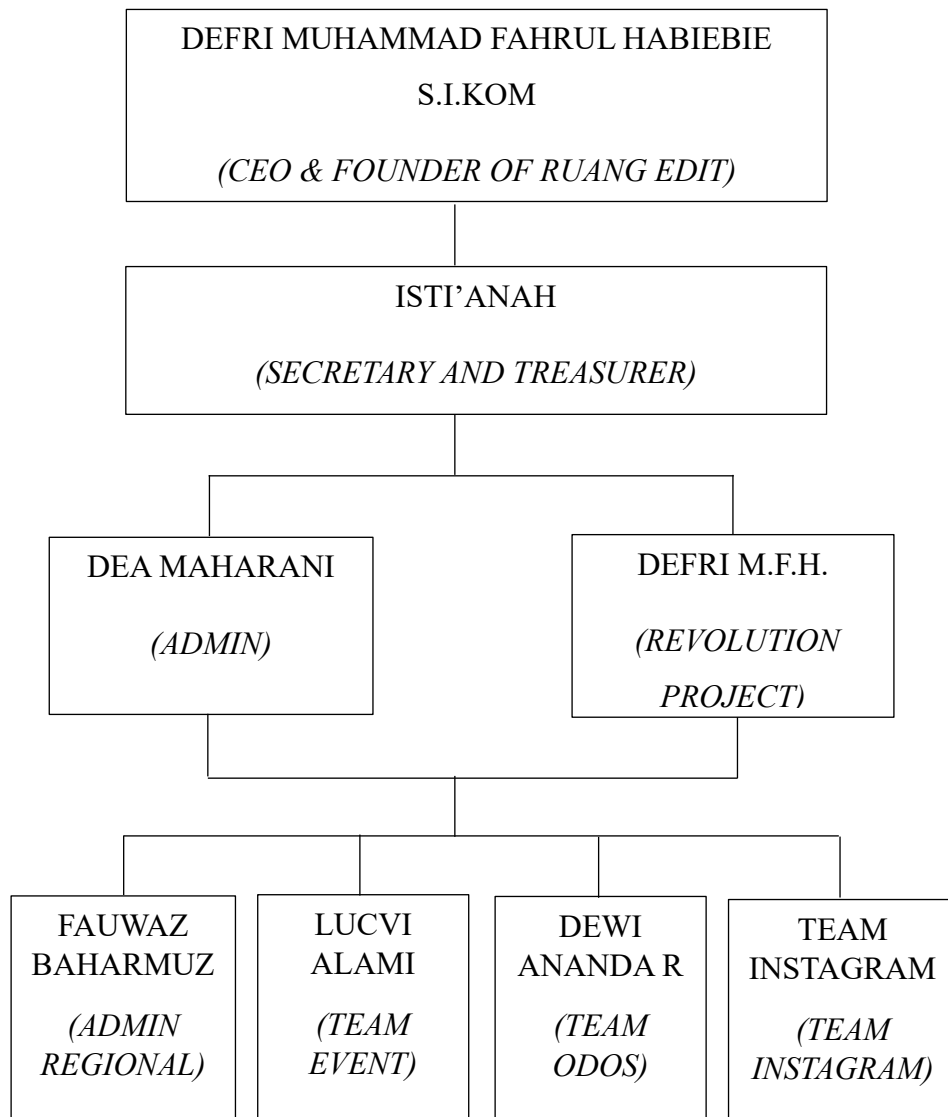 DEFRI MUHAMMAD FAHRUL HABIEBIE
S.I.KOM
(CEO & FOUNDER OF RUANG EDIT)
ISTI’ANAH
(SECRETARY AND TREASURER)
DEA MAHARANI
(ADMIN)
DEFRI M.F.H.
(REVOLUTION
PROJECT)
FAUWAZ
BAHARMUZ
(ADMIN
REGIONAL)
LUCVI
ALAMI
(TEAM
EVENT)
DEWI
ANANDA R
(TEAM
ODOS)
TEAM
INSTAGRAM
(TEAM
INSTAGRAM)